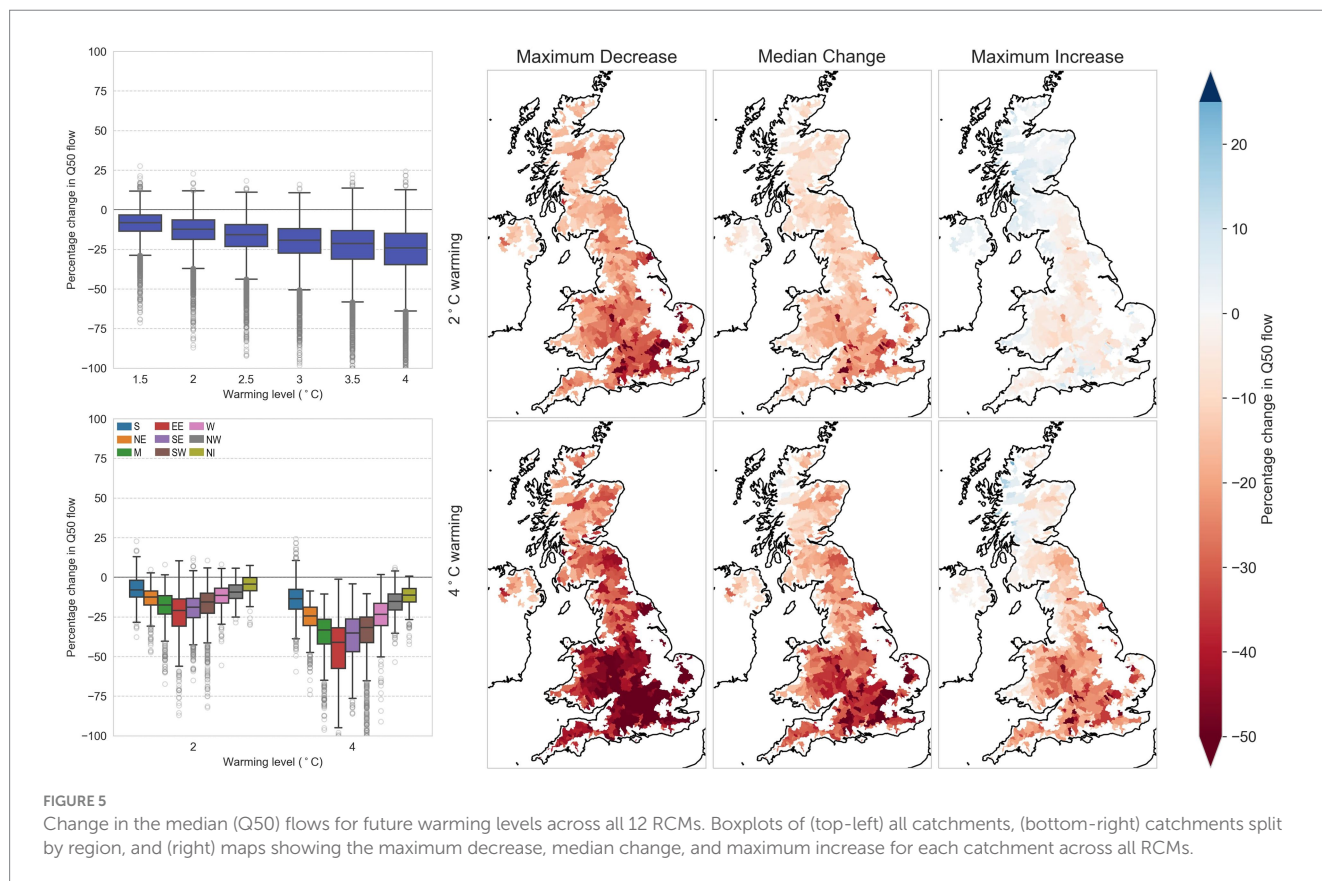 100
75
50
25
0
−25
−50
−75
−100
Percentage change in Q50 flow
1.5 2 2.5 3 3.5 4
Warming level (°C)
100
75
50
25
0
−25
−50
−75
−100
Percentage change in Q50 flow
S EE W
NE SE NW
M SW NI
2 4
Warming level (°C)
Maximum Decrease Median Change Maximum Increase
2°C warming
4°C warming
20
10
0
−10
−20
−30
−40
−50
Percentage change in Q50 flow
FIGURE 5
Change in the median (Q50) flows for future warming levels across all 12 RCMs. Boxplots of (top-left) all catchments, (bottom-right) catchments split
by region, and (right) maps showing the maximum decrease, median change, and maximum increase for each catchment across all RCMs.